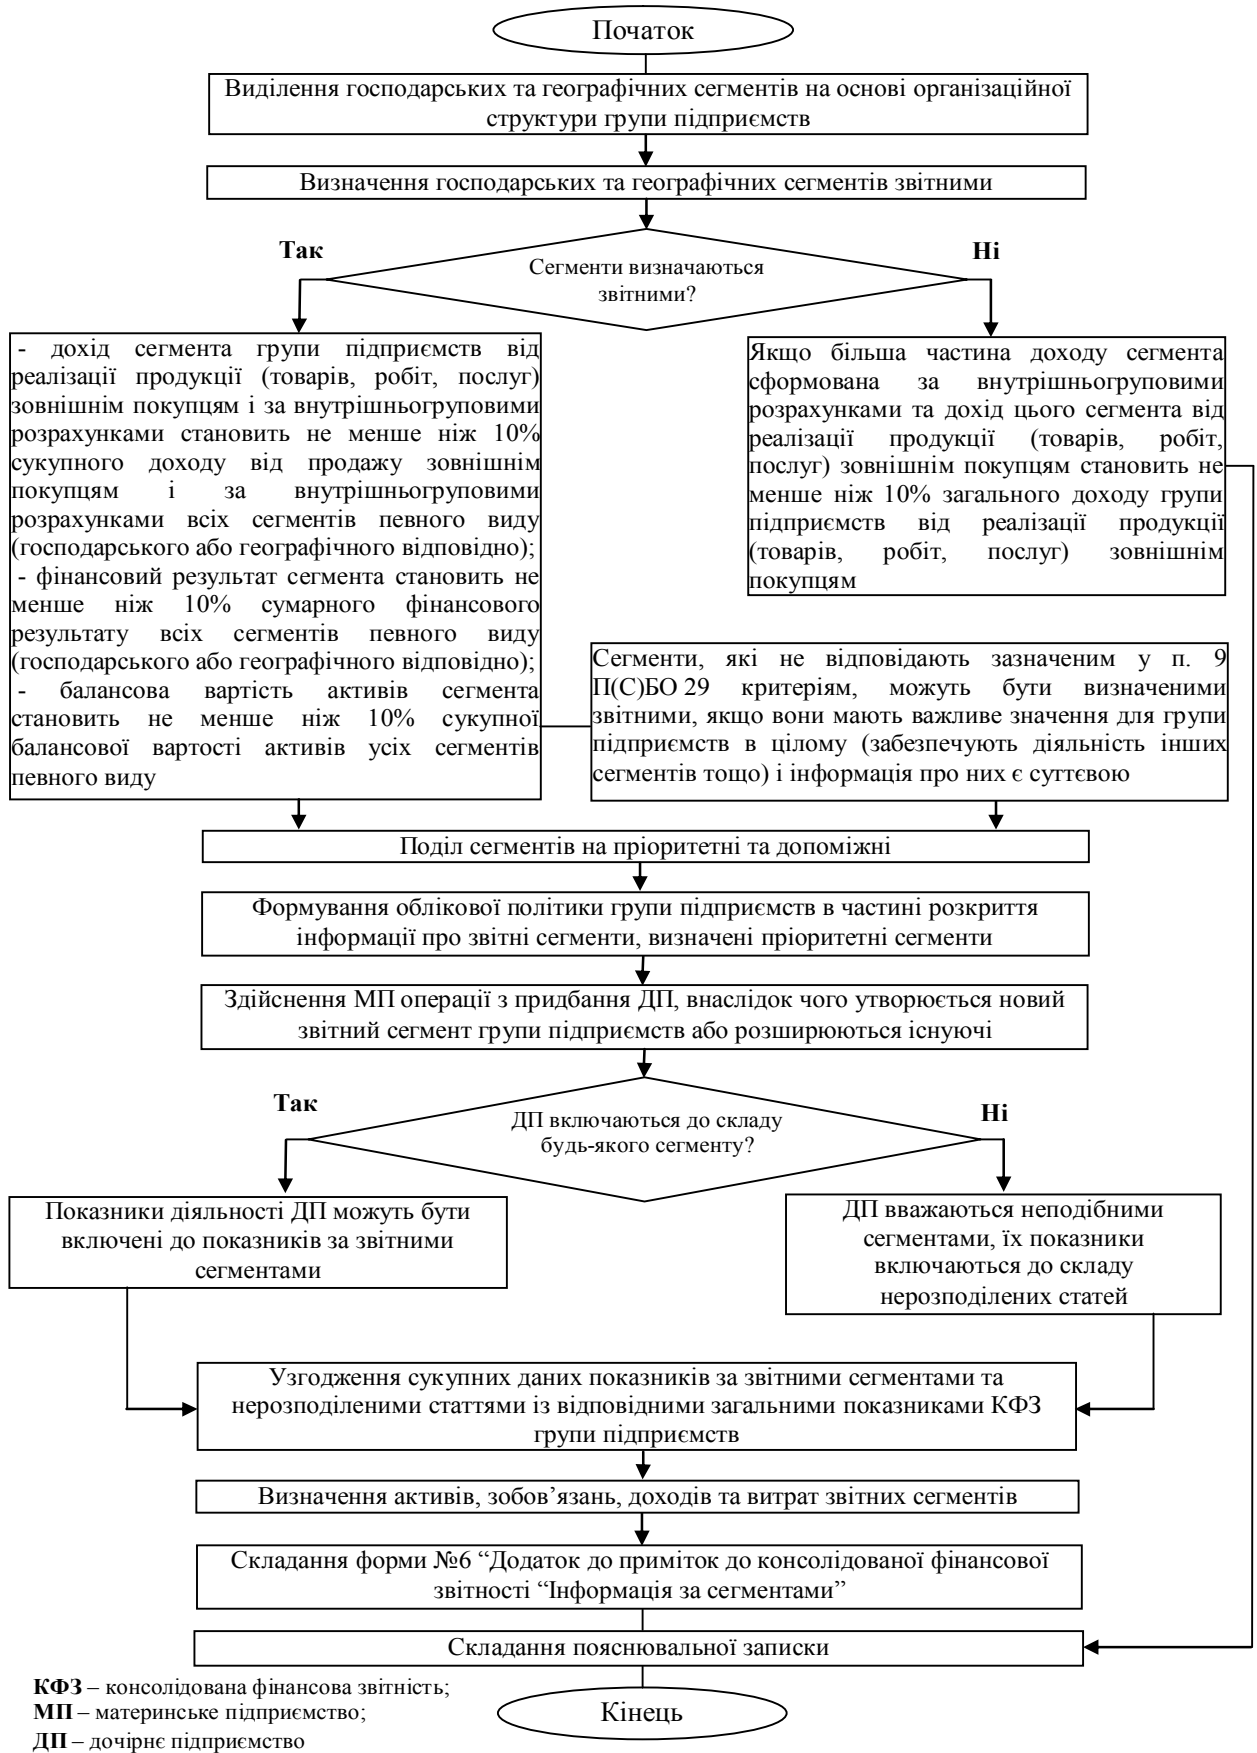 Початок
Виділення господарських та географічних сегментів на основі організаційної
структури групи підприємств
Визначення господарських та географічних сегментів звітними
Так
Ні
Сегменти визначаються
звітними?
- дохід сегмента групи підприємств від
реалізації продукції (товарів, робіт, послуг)
зовнішнім покупцям і за внутрішньогруповими
розрахунками становить не менше ніж 10%
сукупного доходу від продажу зовнішнім
покупцям і за внутрішньогруповими
розрахунками всіх сегментів певного виду
(господарського або географічного відповідно);
- фінансовий результат сегмента становить не
менше ніж 10% сумарного фінансового
результату всіх сегментів певного виду
(господарського або географічного відповідно);
- балансова вартість активів сегмента
становить не менше ніж 10% сукупної
балансової вартості активів усіх сегментів
певного виду
Якщо більша частина доходу сегмента
сформована за внутрішньогруповими
розрахунками та дохід цього сегмента від
реалізації продукції (товарів, робіт,
послуг) зовнішнім покупцям становить не
менше ніж 10% загального доходу групи
підприємств від реалізації продукції
(товарів, робіт, послуг) зовнішнім
покупцям
Сегменти, які не відповідають зазначеним у п. 9
П(С)БО 29 критеріям, можуть бути визначеними
звітними, якщо вони мають важливе значення для групи
підприємств в цілому (забезпечують діяльність інших
сегментів тощо) і інформація про них є суттєвою
Поділ сегментів на пріоритетні та допоміжні
Формування облікової політики групи підприємств в частині розкриття
інформації про звітні сегменти, визначені пріоритетні сегменти
Здійснення МП операції з придбання ДП, внаслідок чого утворюється новий
звітний сегмент групи підприємств або розширюються існуючі
Так
Ні
ДП включаються до складу
будь-якого сегменту?
Показники діяльності ДП можуть бути
включені до показників за звітними
сегментами
ДП вважаються неподібними
сегментами, їх показники
включаються до складу
нерозподілених статей
Узгодження сукупних даних показників за звітними сегментами та
нерозподіленими статтями із відповідними загальними показниками КФЗ
групи підприємств
Визначення активів, зобов’язань, доходів та витрат звітних сегментів
Складання форми №6 “Додаток до приміток до консолідованої фінансової
звітності “Інформація за сегментами”
Складання пояснювальної записки
Кінець
КФЗ – консолідована фінансова звітність;
МП – материнське підприємство;
ДП – дочірнє підприємство